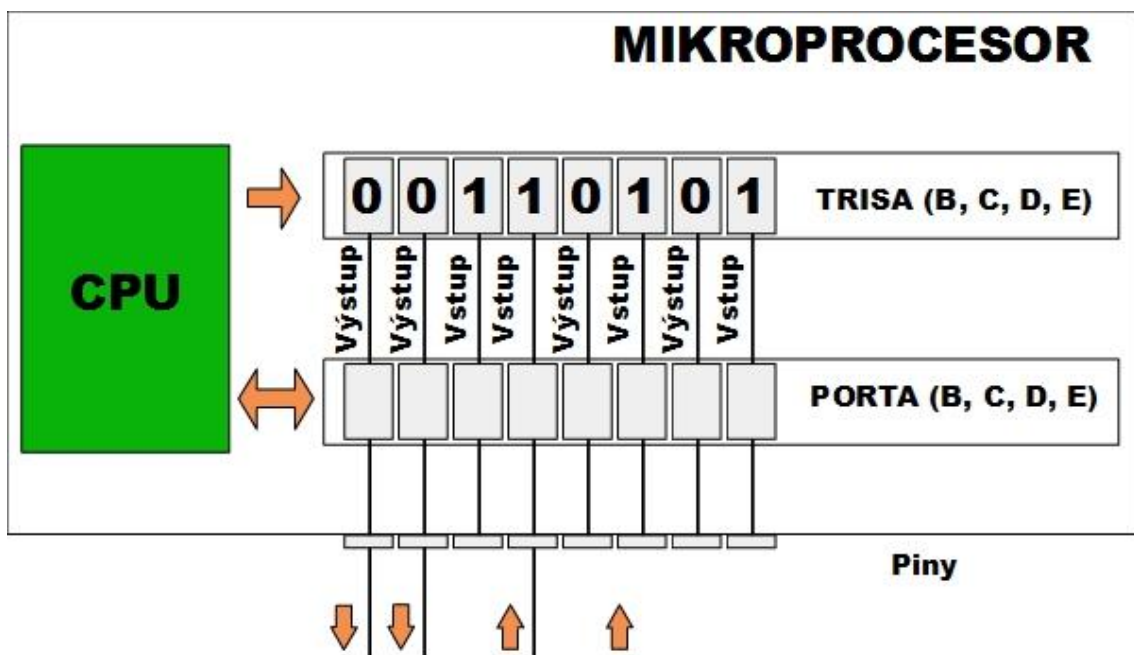 MIKROPROCESOR
CPU
0 0 1 1 0 1 0 1
TRISA (B, C, D, E)
Výstup
Výstup
Vstup
Vstup
Výstup
Vstup
Výstup
Vstup
PORTA (B, C, D, E)
Piny